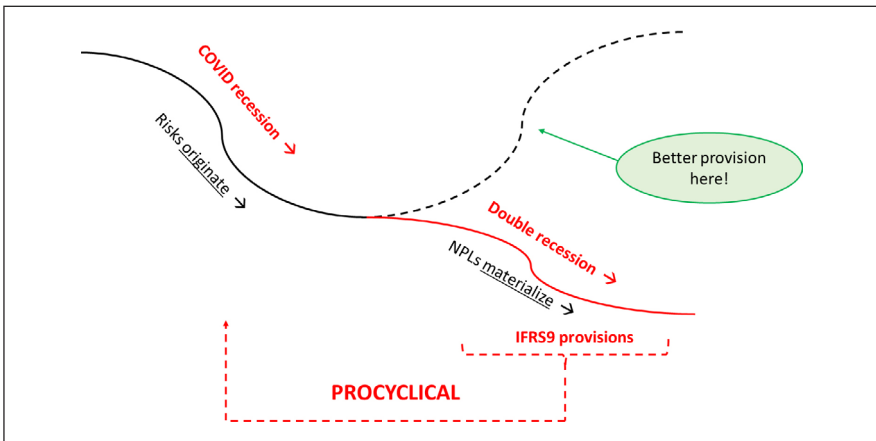 COVID recession →
Risks originate →
Better provision
here!
Double recession →
NPLs materialize →
IFRS9 provisions
PROCYCLICAL